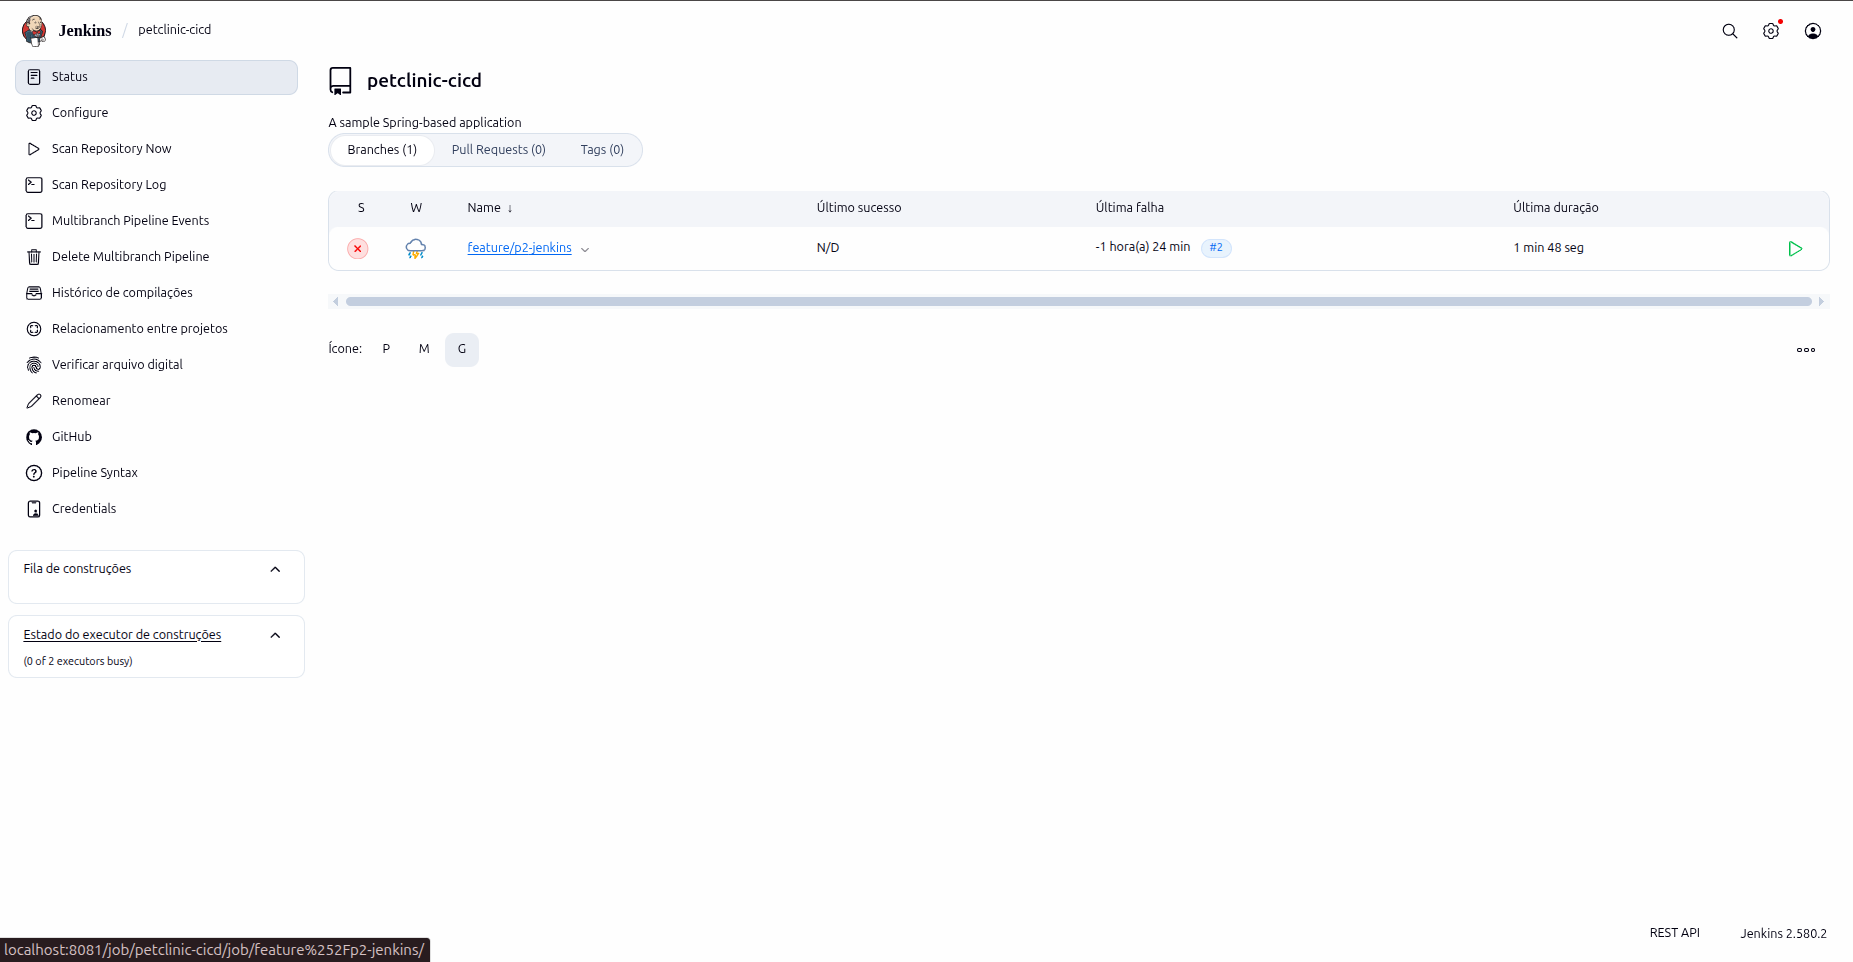 Jenkins / petclinic-cicd
Status
Configure
Scan Repository Now
Scan Repository Log
Multibranch Pipeline Events
Delete Multibranch Pipeline
Histórico de compilações
Relacionamento entre projetos
Verificar arquivo digital
Renomear
GitHub
Pipeline Syntax
Credentials
Fila de construções
Estado do executor de construções
(0 of 2 executors busy)
petclinic-cicd
A sample Spring-based application
Branches (1) Pull Requests (0) Tags (0)
S W Name ↓ Último sucesso Última falha Última duração
feature/p2-jenkins N/D -1 hora(a) 24 min #2 1 min 48 seg
Ícone: P M G
REST API Jenkins 2.580.2
localhost:8081/job/petclinic-cicd/job/feature%252Fp2-jenkins/